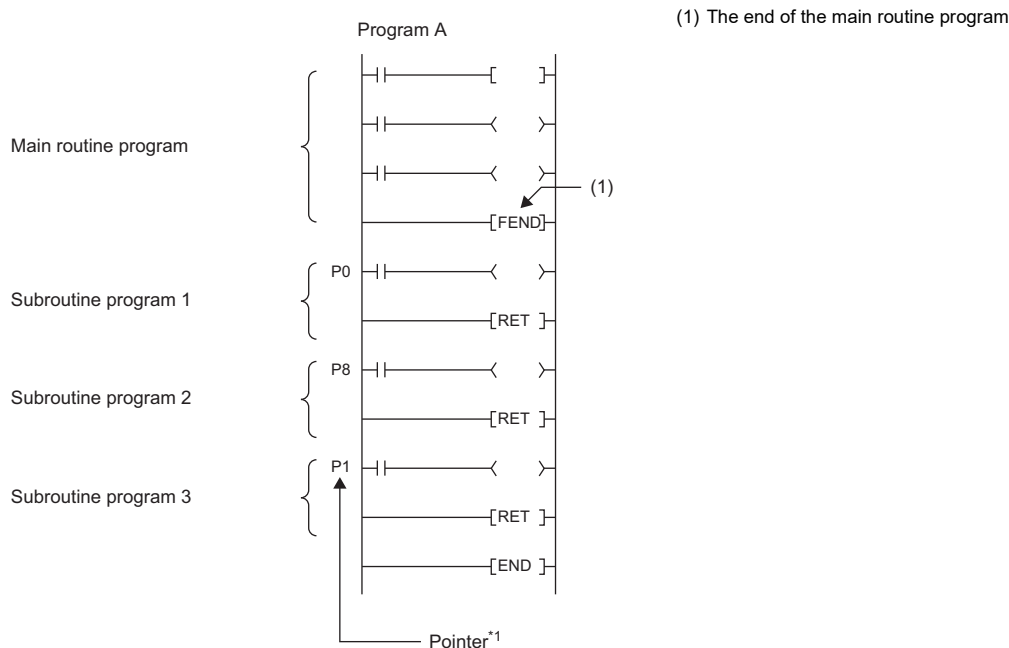 (1) The end of the main routine program
Program A
Main routine program
(1)
[FEND]
P0
Subroutine program 1
[RET ]
P8
Subroutine program 2
[RET ]
P1
Subroutine program 3
[RET ]
[END ]
Pointer*1